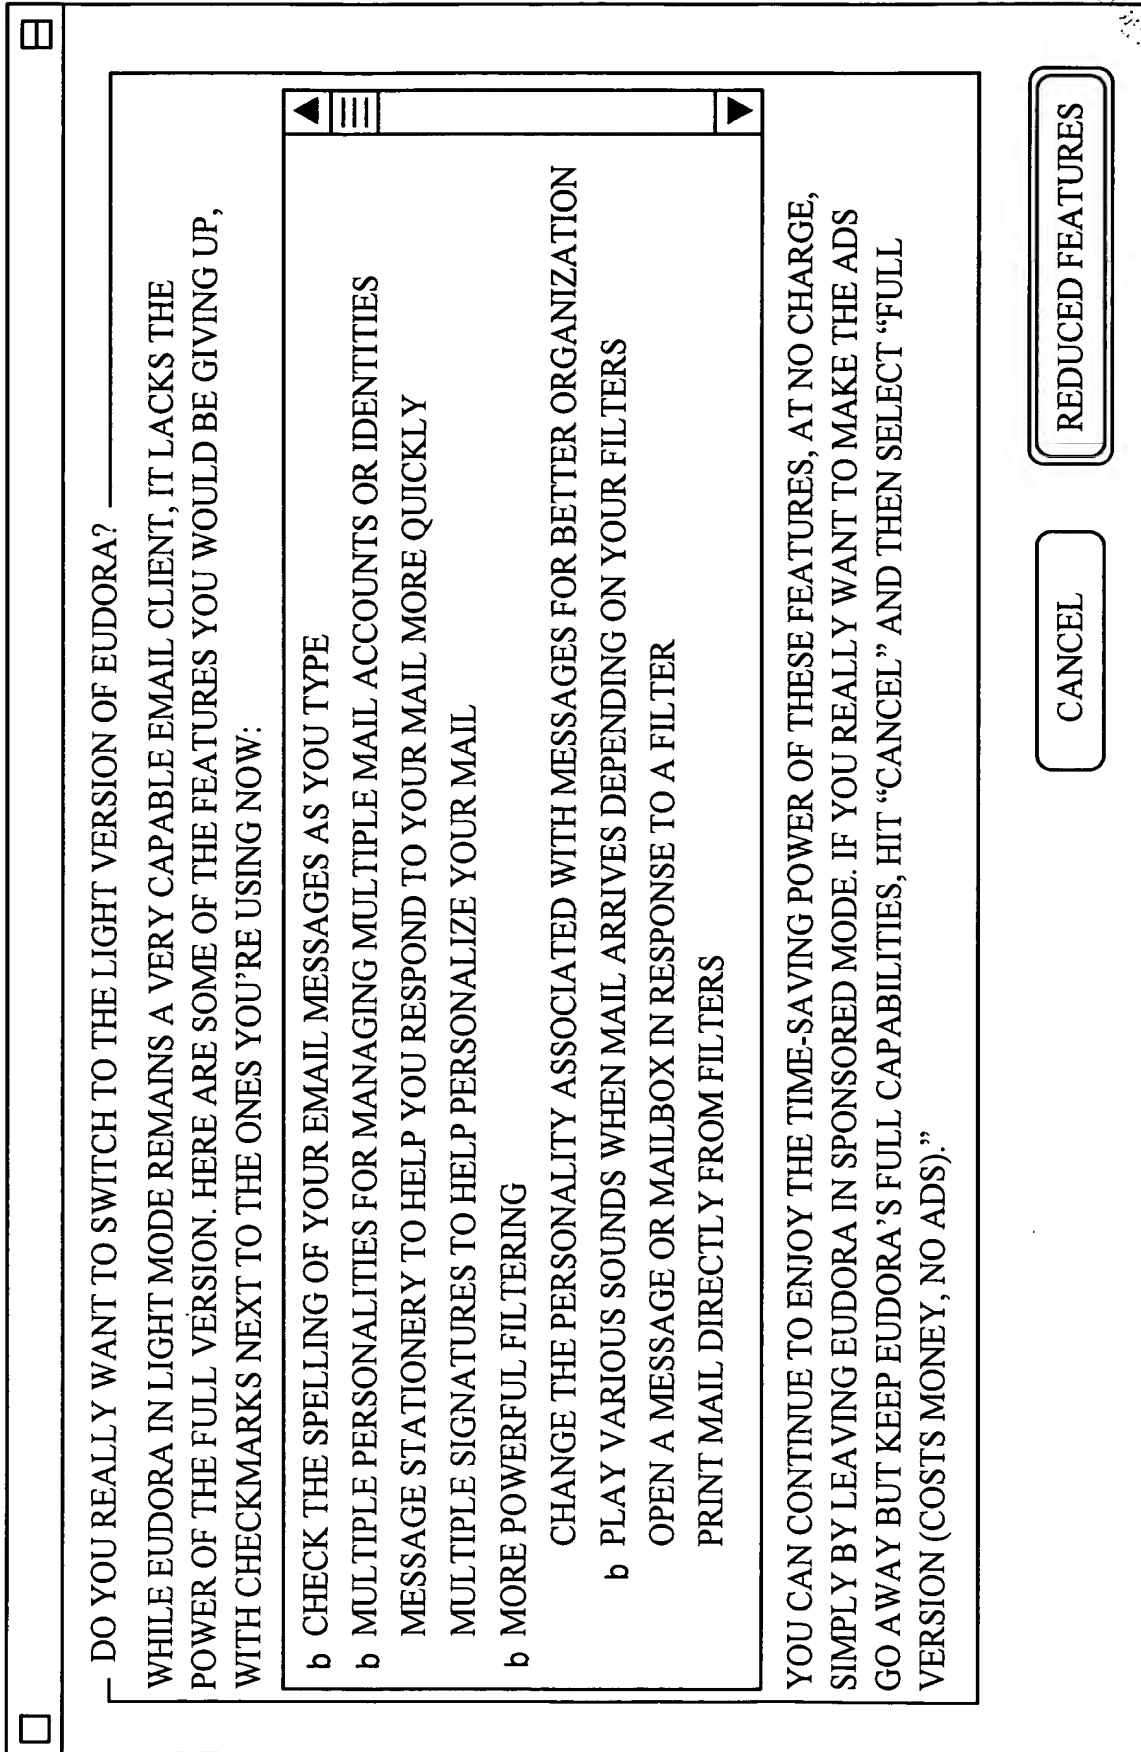 DO YOU REALLY WANT TO SWITCH TO THE LIGHT VERSION OF EUDORA?
WHILE EUDORA IN LIGHT MODE REMAINS A VERY CAPABLE EMAIL CLIENT, IT LACKS THE
POWER OF THE FULL VERSION. HERE ARE SOME OF THE FEATURES YOU WOULD BE GIVING UP,
WITH CHECKMARKS NEXT TO THE ONES YOU'RE USING NOW:
b CHECK THE SPELLING OF YOUR EMAIL MESSAGES AS YOU TYPE
b MULTIPLE PERSONALITIES FOR MANAGING MULTIPLE MAIL ACCOUNTS OR IDENTITIES
MESSAGE STATIONERY TO HELP YOU RESPOND TO YOUR MAIL MORE QUICKLY
MULTIPLE SIGNATURES TO HELP PERSONALIZE YOUR MAIL
b MORE POWERFUL FILTERING
CHANGE THE PERSONALITY ASSOCIATED WITH MESSAGES FOR BETTER ORGANIZATION
b PLAY VARIOUS SOUNDS WHEN MAIL ARRIVES DEPENDING ON YOUR FILTERS
OPEN A MESSAGE OR MAILBOX IN RESPONSE TO A FILTER
PRINT MAIL DIRECTLY FROM FILTERS
YOU CAN CONTINUE TO ENJOY THE TIME-SAVING POWER OF THESE FEATURES, AT NO CHARGE,
SIMPLY BY LEAVING EUDORA IN SPONSORED MODE. IF YOU REALLY WANT TO MAKE THE ADS
GO AWAY BUT KEEP EUDORA'S FULL CAPABILITIES, HIT “CANCEL” AND THEN SELECT “FULL
VERSION (COSTS MONEY, NO ADS).”
CANCEL
REDUCED FEATURES